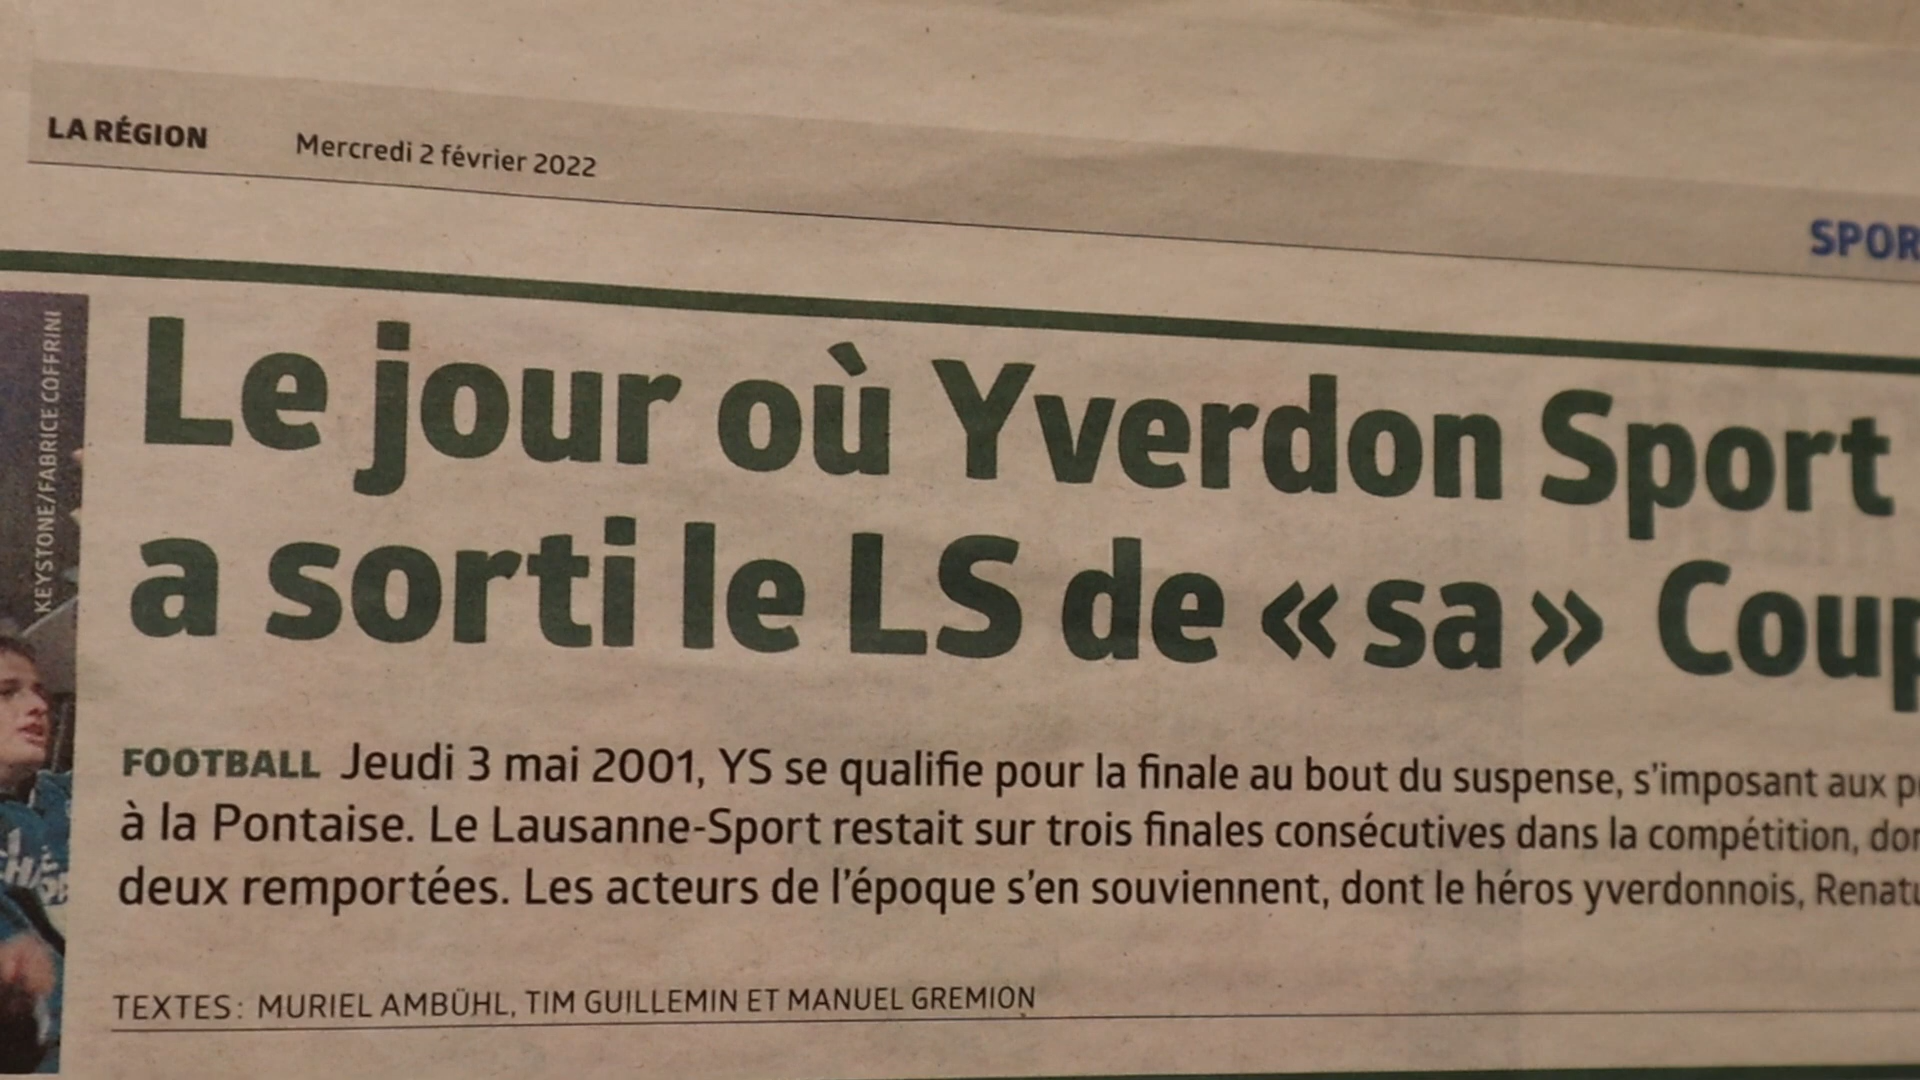 LA RÉGION Mercredi 2 février 2022
SPOR
KEYSTONE/FABRICE COFFRINI
Le jour où Yverdon Sport
a sorti le LS de « sa » Coup
FOOTBALL Jeudi 3 mai 2001, YS se qualifie pour la finale au bout du suspense, s'imposant aux
à la Pontaise. Le Lausanne-Sport restait sur trois finales consécutives dans la compétition, don
deux remportées. Les acteurs de l'époque s'en souviennent, dont le héros yverdonnois, Renatu
TEXTES: MURIEL AMBÜHL, TIM GUILLEMIN ET MANUEL GREMION